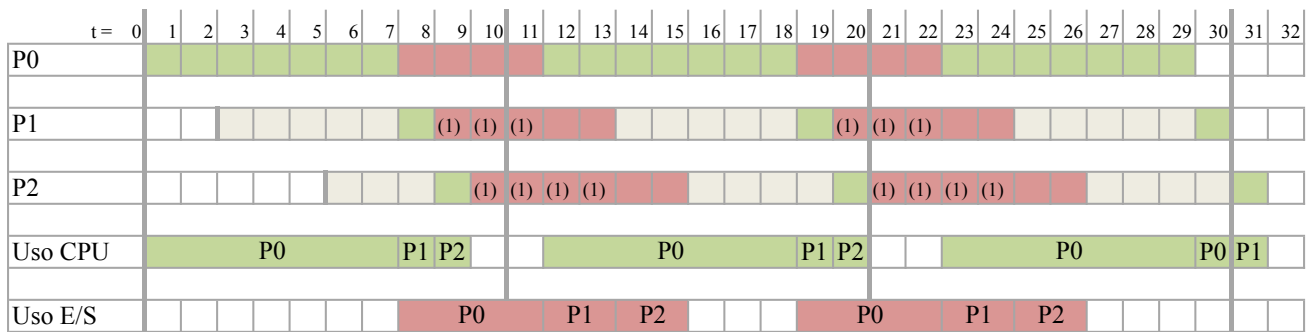 t = 0 1 2 3 4 5 6 7 8 9 10 11 12 13 14 15 16 17 18 19 20 21 22 23 24 25 26 27 28 29 30 31 32
P0
P1 (1) (1) (1) (1) (1) (1)
P2 (1) (1) (1) (1) (1) (1) (1) (1)
Uso CPU P0 P1 P2 P0 P1 P2 P0 P0 P1
Uso E/S P0 P1 P2 P0 P1 P2